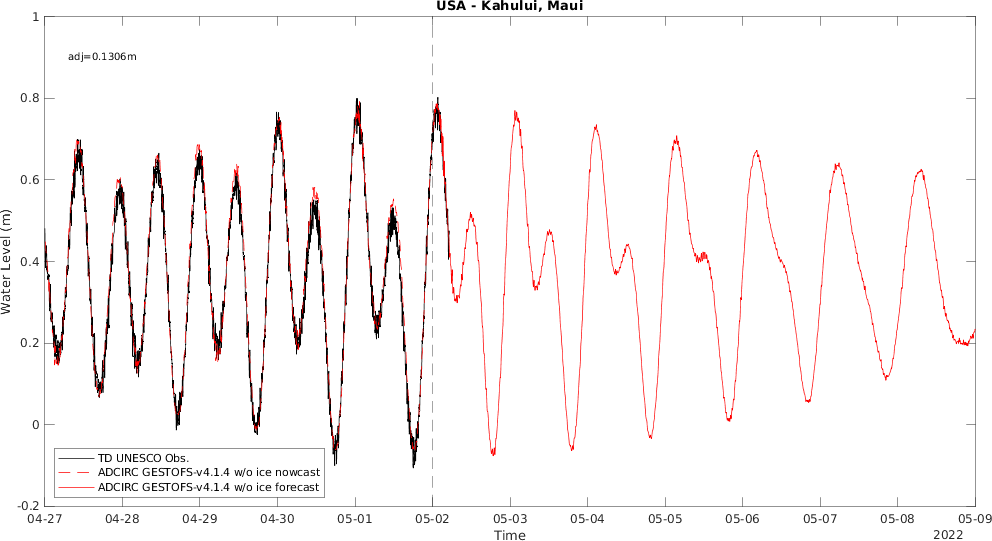 USA - Kahului, Maui
adj=0.1306m
Water Level (m)
1
0.8
0.6
0.4
0.2
0
-0.2
TD UNESCO Obs.
ADCIRC GESTOFS-v4.1.4 w/o ice nowcast
ADCIRC GESTOFS-v4.1.4 w/o ice forecast
04-27 04-28 04-29 04-30 05-01 05-02 05-03 05-04 05-05 05-06 05-07 05-08 05-09
Time
2022